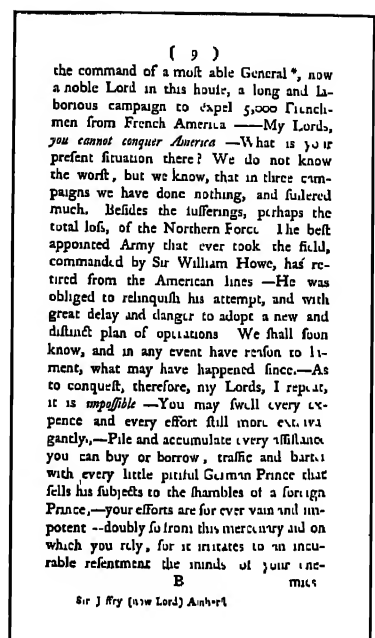 ( 9 )
the command of a moſt able General *, now
a noble Lord in this houſe, a long and la-
borious campaign to expel 5,000 French-
men from French America ——My Lords,
you cannot conquer America —What is your
preſent ſituation there? We do not know
the worſt, but we know, that in three cam-
paigns we have done nothing, and ſuffered
much. Beſides the ſufferings, perhaps the
total loſs, of the Northern Force The beſt
appointed Army that ever took the field,
commanded by Sir William Howe, has re-
tired from the American lines —He was
obliged to relinquiſh his attempt, and with
great delay and danger to adopt a new and
diſtinct plan of operations We ſhall ſoon
know, and in any event have reaſon to la-
ment, what may have happened ſince.—As
to conqueſt, therefore, my Lords, I repeat,
it is impoſſible —You may ſwell every ex-
pence and every effort ſtill more extrava
gantly,—Pile and accumulate every aſſiſtance
you can buy or borrow, traffic and barter
with every little pitiful German Prince that
ſells his ſubjects to the ſhambles of a foreign
Prince,—your efforts are for ever vain and im-
potent --doubly ſo from this mercenary aid on
which you rely, for it irritates to an incu-
rable reſentment the minds of your ene-
B mies
Sir Jeffry (now Lord) Amherſt